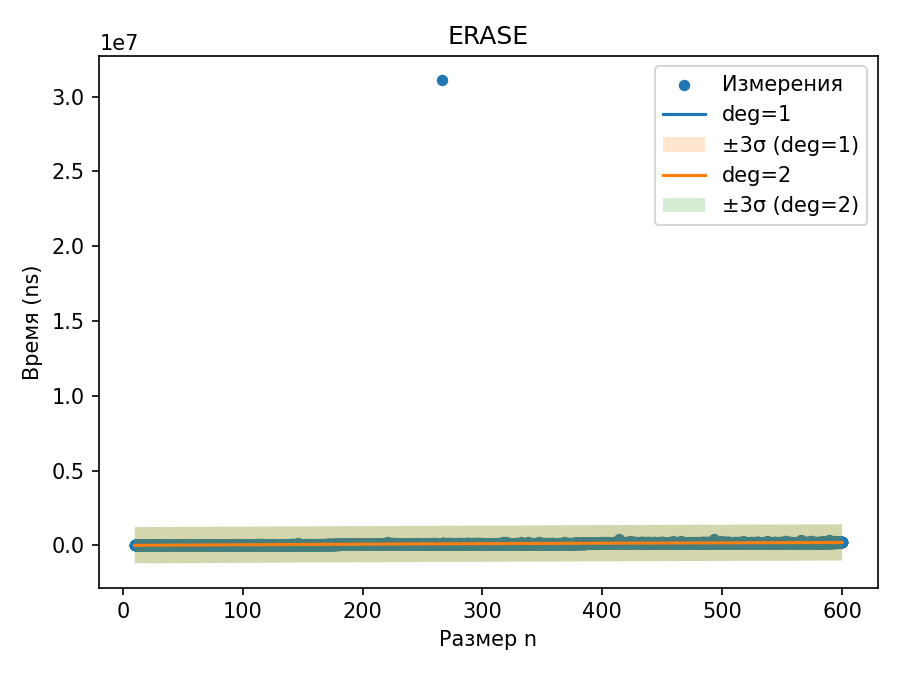 ERASE
1e7
Измерения
deg=1
±3σ (deg=1)
deg=2
±3σ (deg=2)
3.0
2.5
2.0
1.5
1.0
0.5
0.0
Время (ns)
0
100
200
300
400
500
600
Размер n